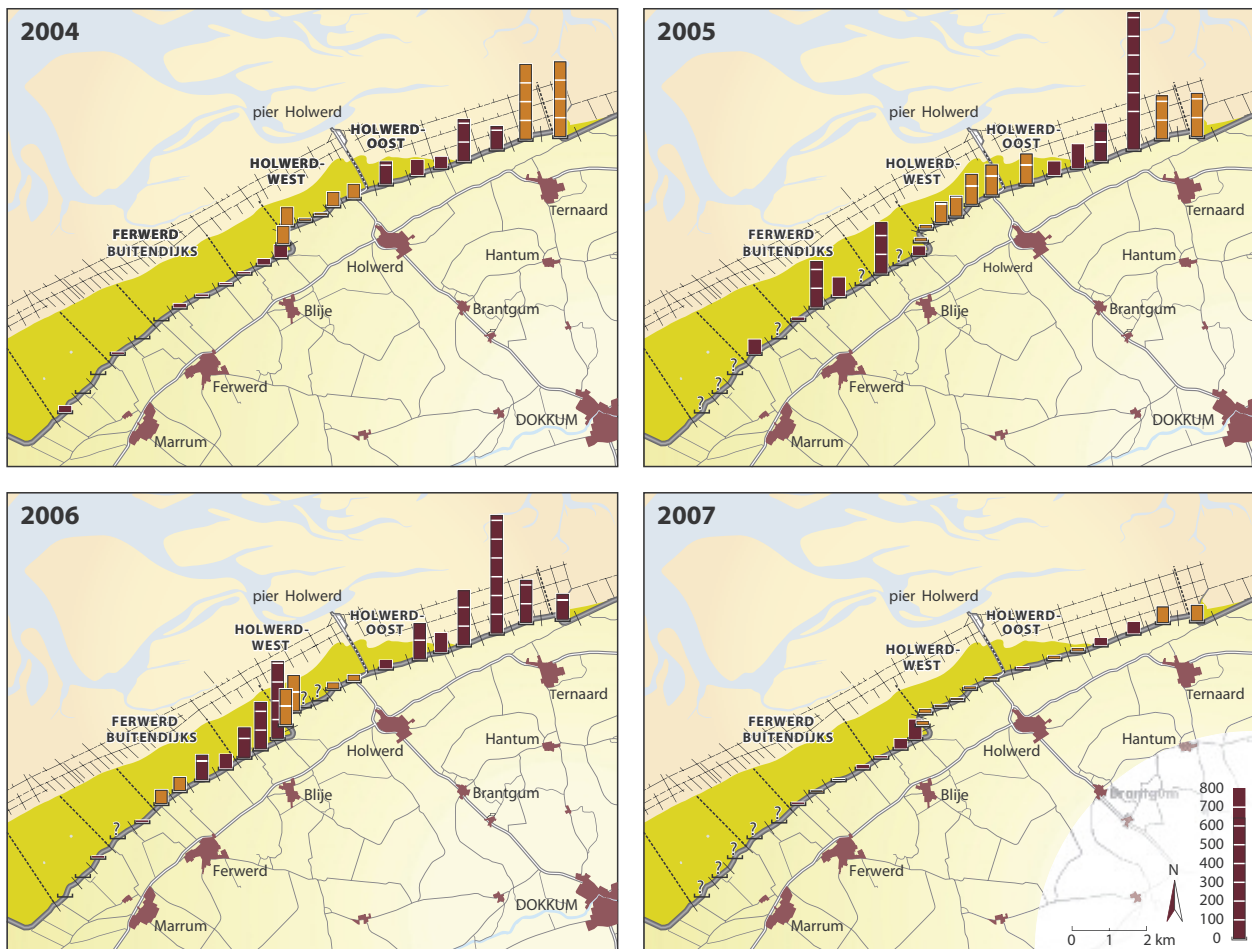 2004
pier Holwerd
HOLWERD-
OOST
HOLWERD-
WEST
FERWERD
BUITENDIJKS
Ternaard
Holwerd
Hantum
Blije
Brantgum
Ferwerd
DOKKUM
Marrum
2005
pier Holwerd
HOLWERD-
OOST
HOLWERD-
WEST
FERWERD
BUITENDIJKS
Ternaard
Holwerd
Hantum
Blije
Brantgum
Ferwerd
DOKKUM
Marrum
?
?
?
?
?
?
2006
pier Holwerd
HOLWERD-
OOST
HOLWERD-
WEST
FERWERD
BUITENDIJKS
Ternaard
Holwerd
Hantum
Blije
Brantgum
Ferwerd
DOKKUM
Marrum
?
?
?
2007
pier Holwerd
HOLWERD-
OOST
HOLWERD-
WEST
FERWERD
BUITENDIJKS
Ternaard
Holwerd
Hantum
Blije
Brantgum
Ferwerd
Marrum
?
?
?
?
?
800
700
600
500
400
300
200
100
0
N
0 1 2 km